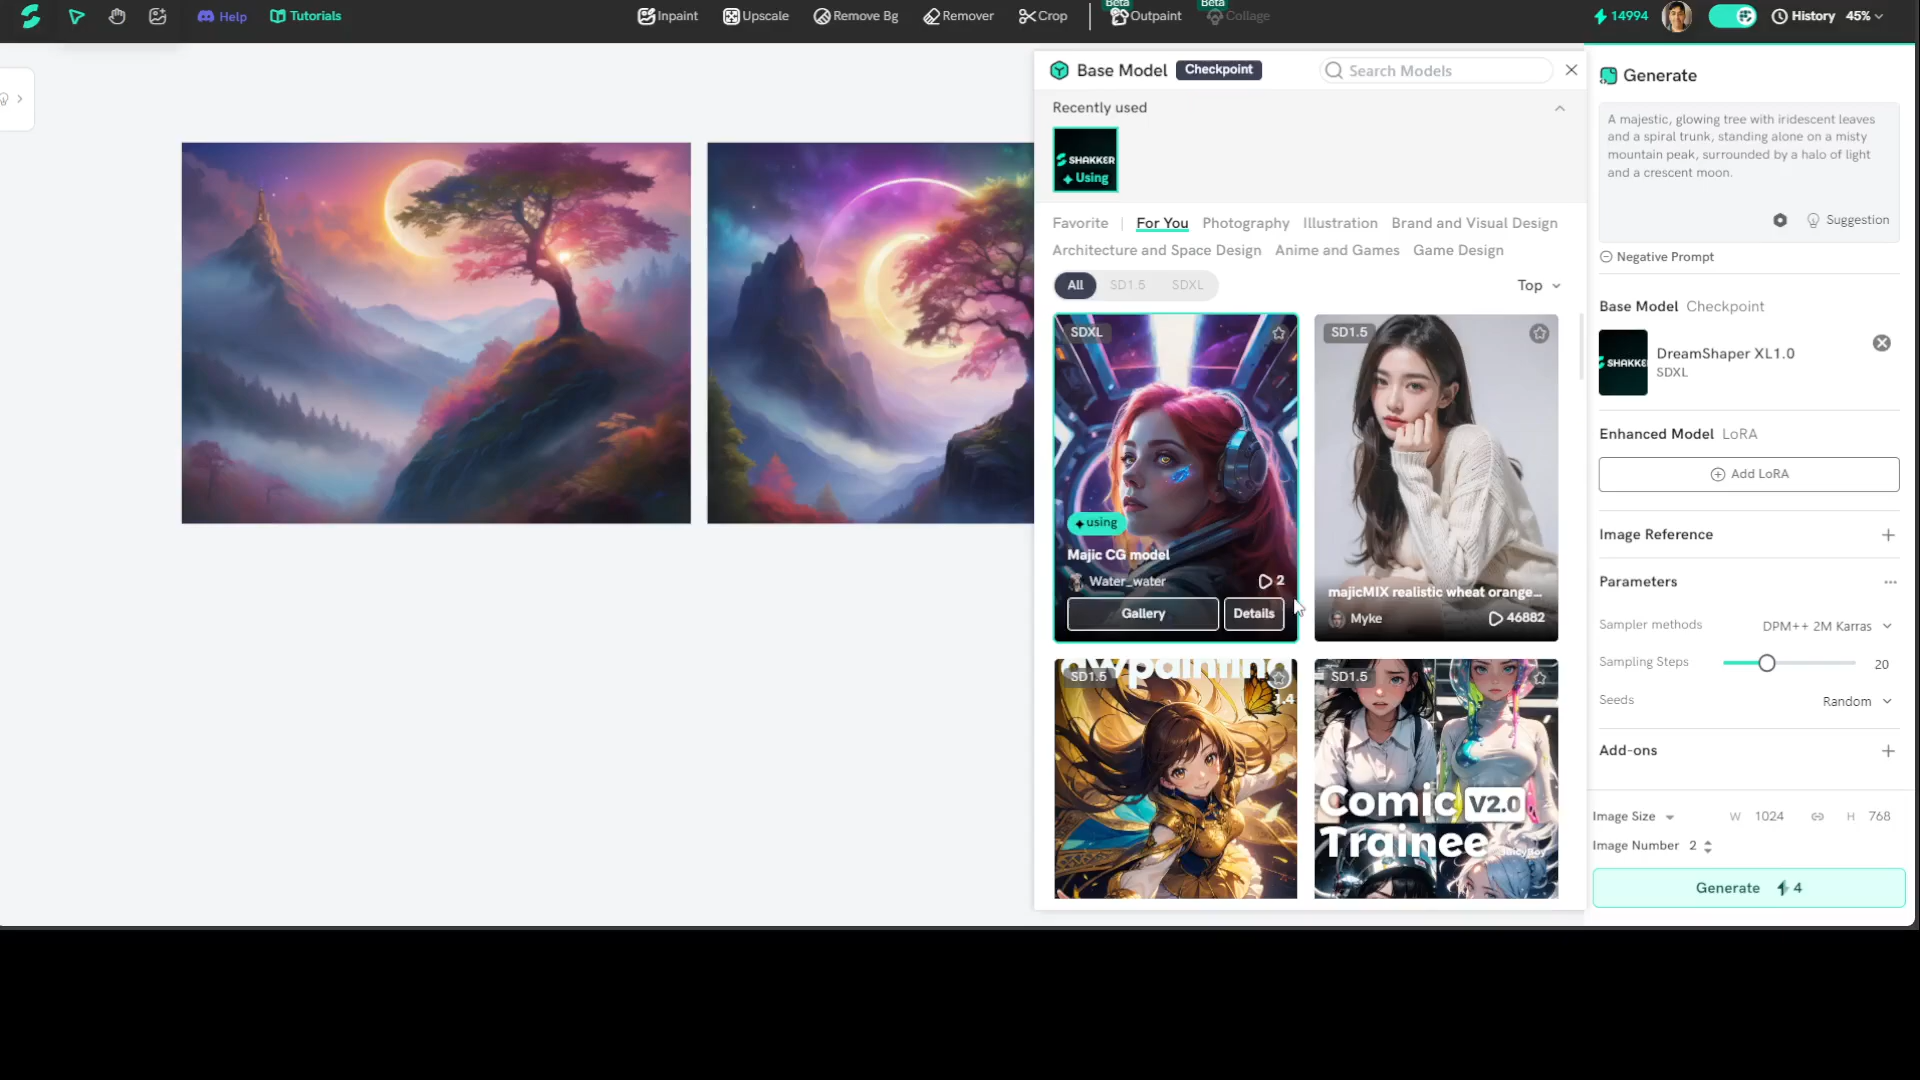 Help
Tutorials
Inpaint
Upscale
Remove Bg
Remover
Crop
Beta
Outpaint
Beta
Collage
14994
History
45%
Base Model
Checkpoint
Search Models
Recently used
SHAKKER
Using
Favorite
For You
Photography
Illustration
Brand and Visual Design
Architecture and Space Design
Anime and Games
Game Design
All
SD1.5
SDXL
Top
SDXL
using
Majic CG model
Water_water
2
Gallery
Details
SD1.5
majicMIX realistic wheat orange...
Myke
46882
SD1.5
1.4
SD1.5
Comic V2.0
Trainee
Generate
A majestic, glowing tree with iridescent leaves
and a spiral trunk, standing alone on a misty
mountain peak, surrounded by a halo of light
and a crescent moon.
Suggestion
Negative Prompt
Base Model Checkpoint
DreamShaper XL1.0
SDXL
Enhanced Model LoRA
Add LoRA
Image Reference
Parameters
Sampler methods
DPM++ 2M Karras
Sampling Steps
20
Seeds
Random
Add-ons
Image Size
W 1024
H 768
Image Number 2
Generate 4